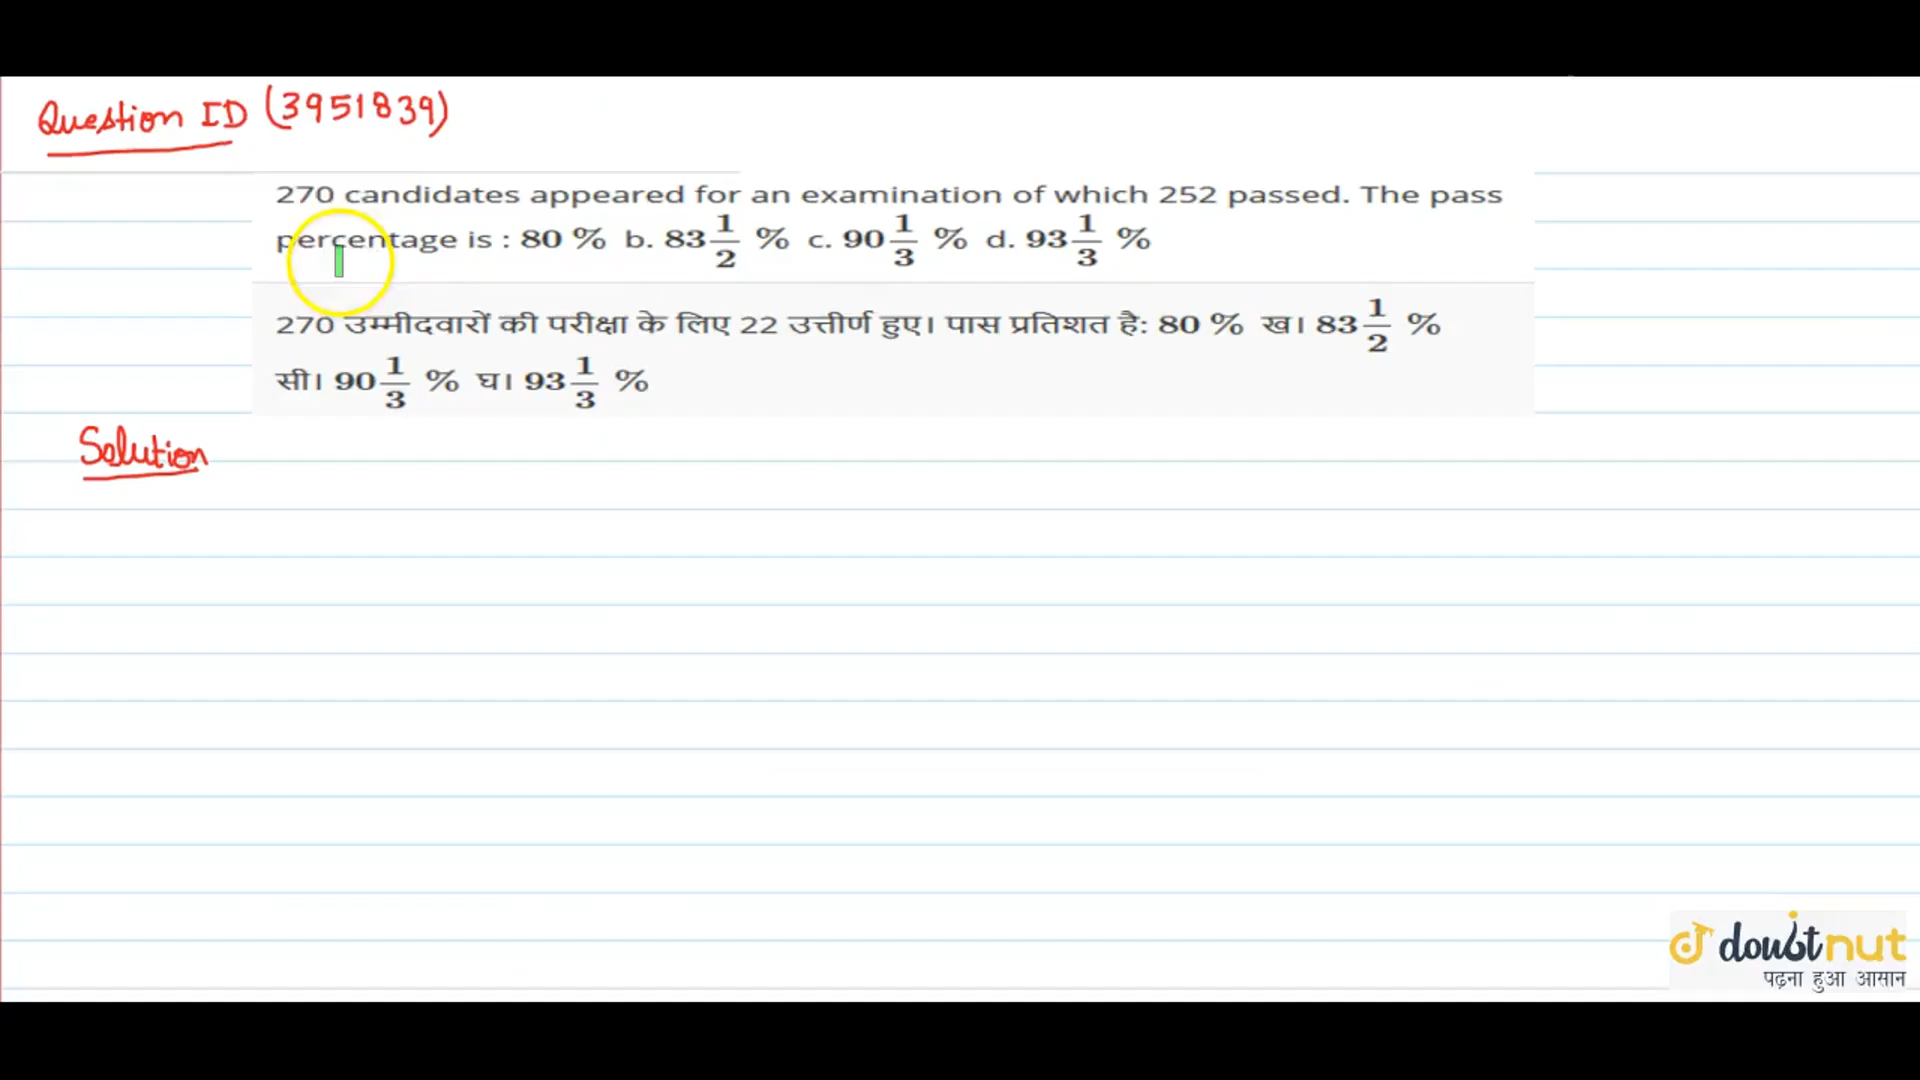 Question ID (3951839)
270 candidates appeared for an examination of which 252 passed. The pass
percentage is : 80 % b. 83 1/2 % c. 90 1/3 % d. 93 1/3 %
270 उम्मीदवारों की परीक्षा के लिए 22 उत्तीर्ण हुए। पास प्रतिशत है: 80 % ख। 83 1/2 %
सी। 90 1/3 % घ। 93 1/3 %
Solution
doubtnut
पढ़ना हुआ आसान